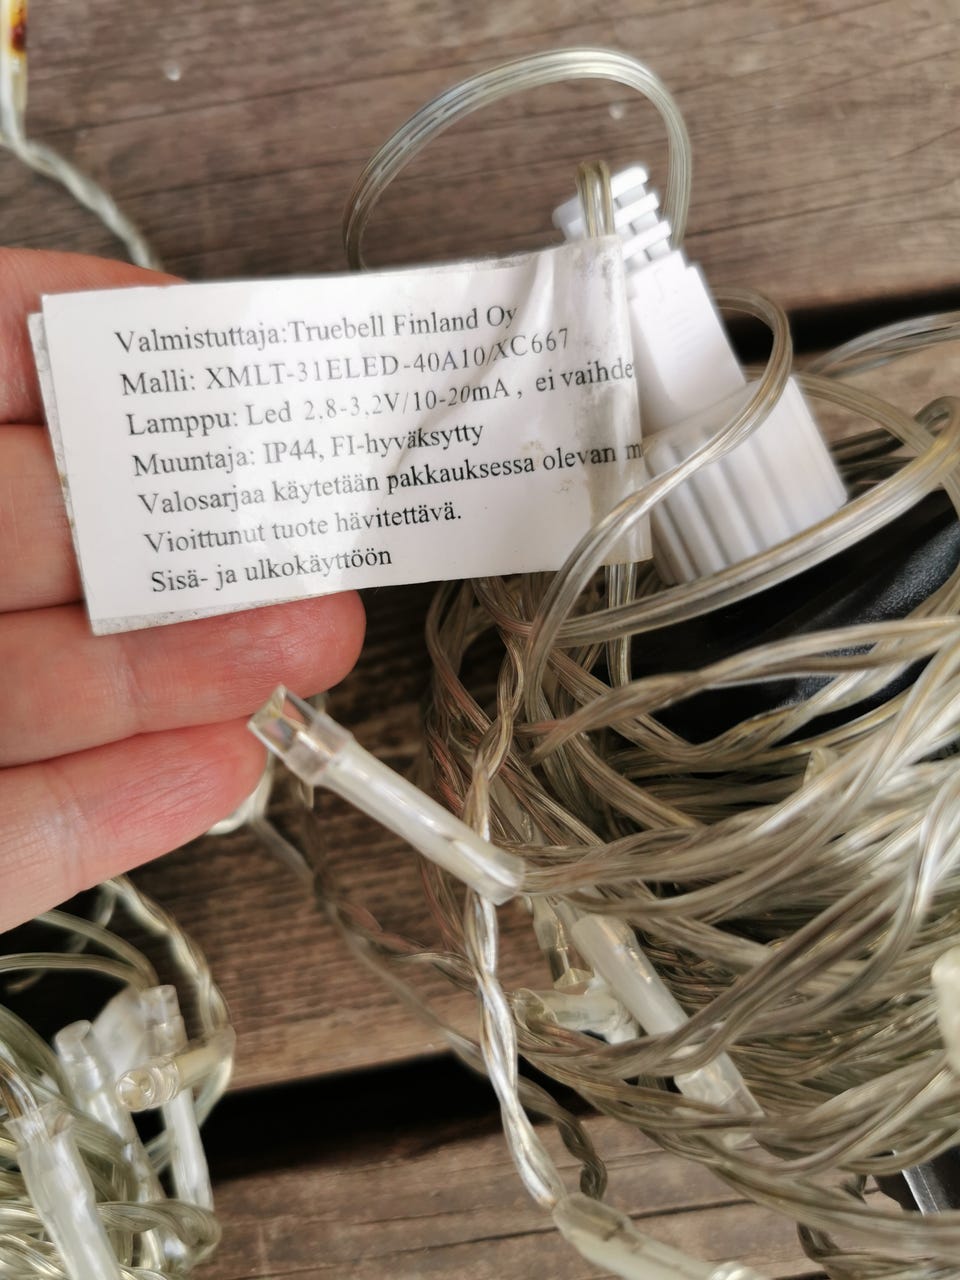 Valmistuttaja:Truebell Finland Oy
Malli: XMLT-31ELED-40A10/XC667
Lamppu: Led 2.8-3,2V/10-20mA , ei vaihde
Muuntaja: IP44, FI-hyväksytty
Valosarjaa käytetään pakkauksessa olevan m
Vioittunut tuote hävitettävä.
Sisä- ja ulkokäyttöön